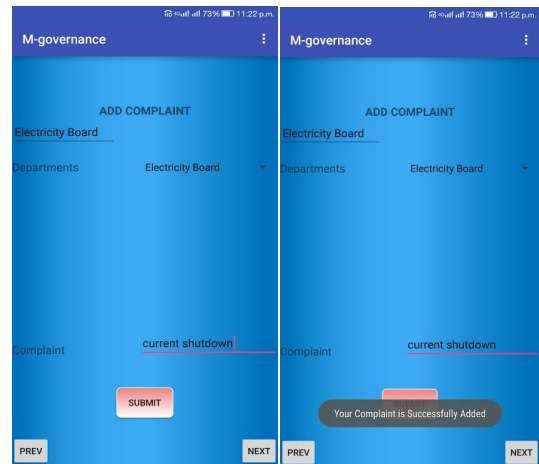 73% 11:22 p.m.
M-governance
ADD COMPLAINT
Electricity Board
Departments Electricity Board
Complaint current shutdown
SUBMIT
PREV NEXT
73% 11:22 p.m.
M-governance
ADD COMPLAINT
Electricity Board
Departments Electricity Board
Complaint current shutdown
Your Complaint is Successfully Added
PREV NEXT